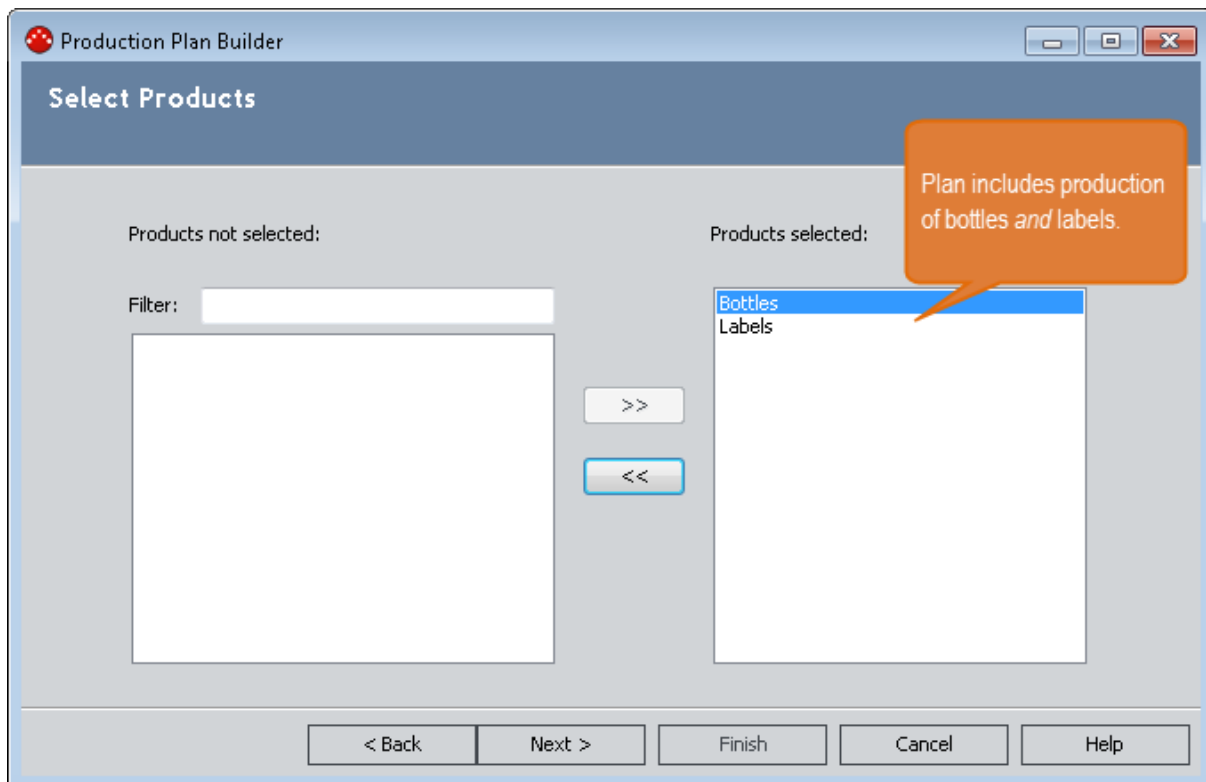 Production Plan Builder
Select Products
Plan includes production
of bottles and labels.
Products not selected:
Products selected:
Filter:
Bottles
Labels
>>
<<
< Back
Next >
Finish
Cancel
Help